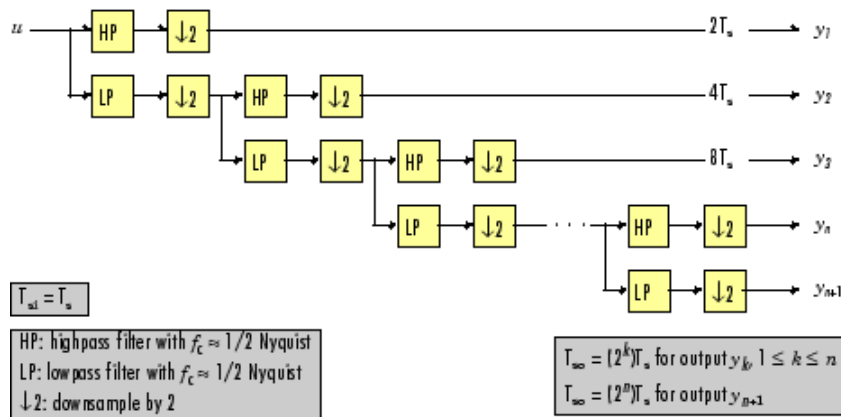 u HP ↓2 2Tₛ y₁
LP ↓2 HP ↓2 4Tₛ y₂
LP ↓2 HP ↓2 8Tₛ y₃
LP ↓2 · · · HP ↓2 yₙ
LP ↓2 yₙ₊₁
Tₛᵢ = Tₛ
HP: highpass filter with f_c ≈ 1/2 Nyquist
LP: lowpass filter with f_c ≈ 1/2 Nyquist
↓2: downsample by 2
Tₛₒ = (2ᵏ)Tₛ for output yₖ, 1 ≤ k ≤ n
Tₛₒ = (2ⁿ)Tₛ for output yₙ₊₁